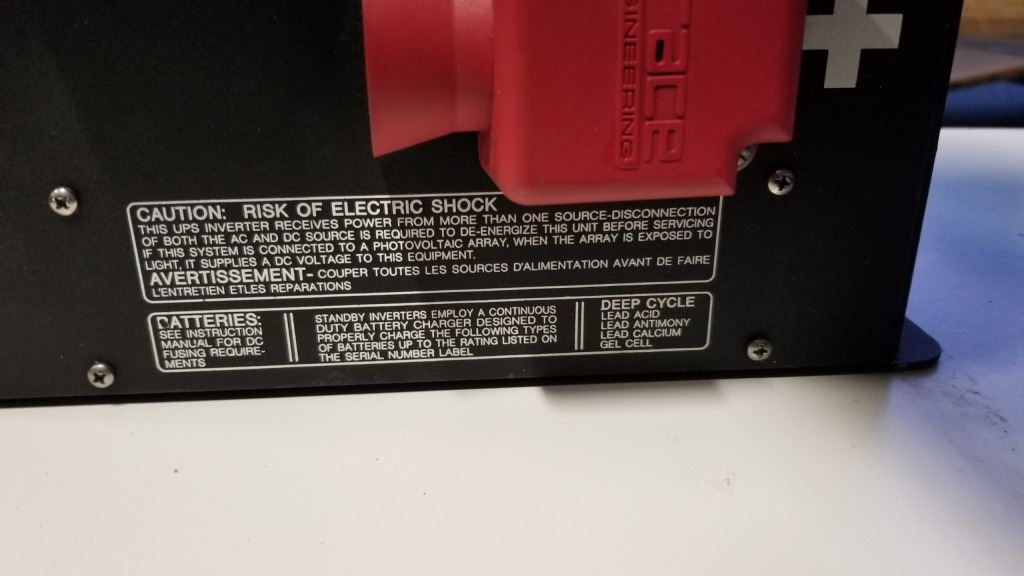 race
GINEERING
CAUTION: RISK OF ELECTRIC SHOCK
THIS UPS INVERTER RECEIVES POWER FROM MORE THAN ONE SOURCE-DISCONNECTION
OF BOTH THE AC AND DC SOURCE IS REQUIRED TO DE-ENERGIZE THIS UNIT BEFORE SERVICING
IF THIS SYSTEM IS CONNECTED TO A PHOTOVOLTAIC ARRAY, WHEN THE ARRAY IS EXPOSED TO
LIGHT, IT SUPPLIES A DC VOLTAGE TO THIS EQUIPMENT.
AVERTISSEMENT- COUPER TOUTES LES SOURCES D'ALIMENTATION AVANT DE FAIRE
L'ENTRETIEN ETLES REPARATIONS
BATTERIES:
SEE INSTRUCTION
MANUAL FOR DC
FUSING REQUIRE-
MENTS
STANDBY INVERTERS EMPLOY A CONTINUOUS
DUTY BATTERY CHARGER DESIGNED TO
PROPERLY CHARGE THE FOLLOWING TYPES
OF BATTERIES UP TO THE RATING LISTED ON
THE SERIAL NUMBER LABEL
DEEP CYCLE
LEAD ACID
LEAD ANTIMONY
LEAD CALCIUM
GEL CELL
+